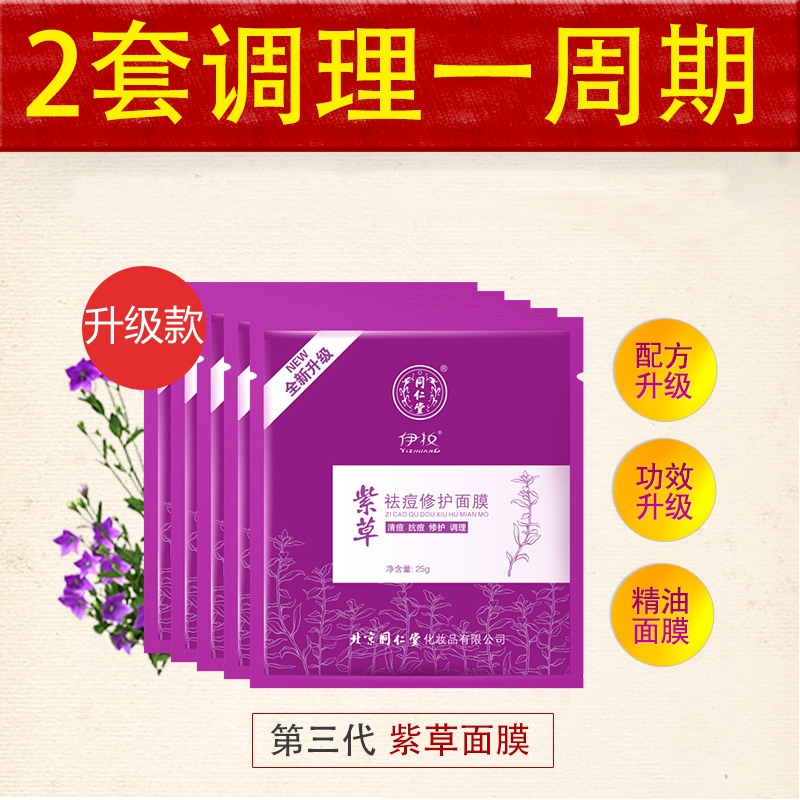 2套调理一周期
升级款
NEW
全新升级
同仁堂
®
伊妆®
YIZHUANG
紫草
祛痘修护面膜
ZI CAO QU DOU XIU HU MIAN MO
清痘 抗痘 修护 调理
净含量: 25g
北京同仁堂化妆品有限公司
配方
升级
功效
升级
精油
面膜
第三代 紫草面膜